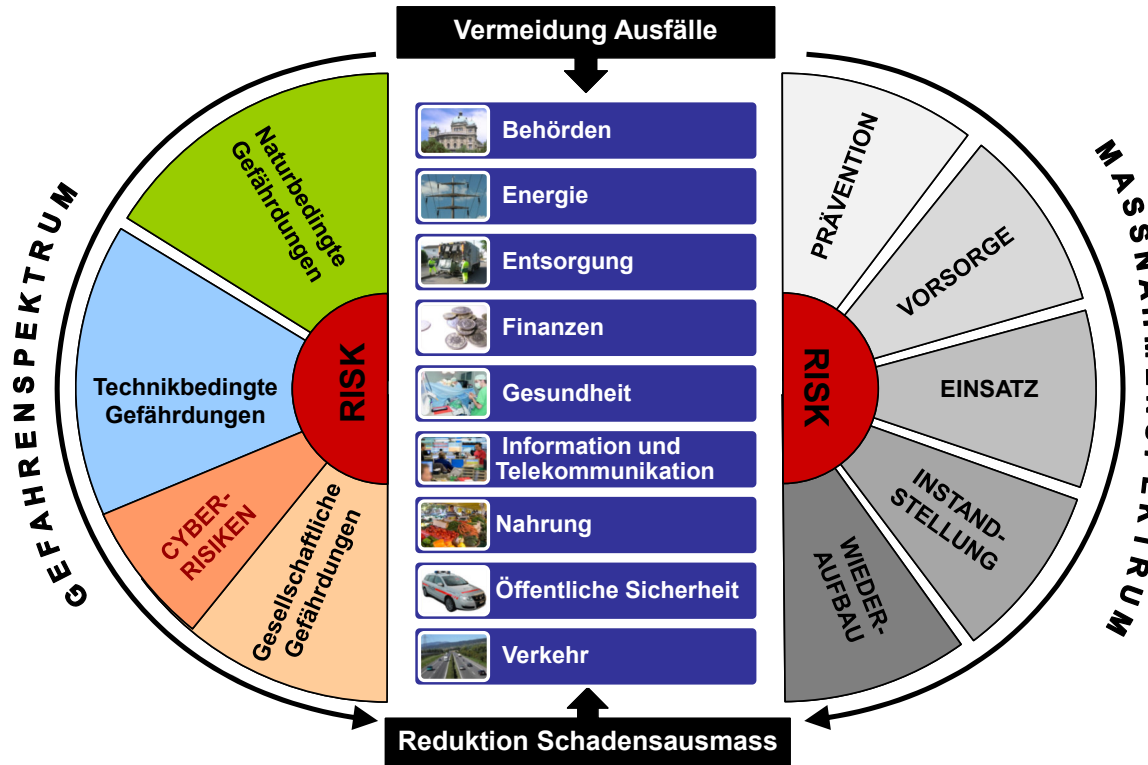 Vermeidung Ausfälle
GEFAHRENSPEKTRUM
Naturbedingte
Gefährdungen
Technikbedingte
Gefährdungen
CYBER-
RISIKEN
Gesellschaftliche
Gefährdungen
RISK
Behörden
Energie
Entsorgung
Finanzen
Gesundheit
Information und
Telekommunikation
Nahrung
Öffentliche Sicherheit
Verkehr
RISK
PRÄVENTION
VORSORGE
EINSATZ
INSTAND-
STELLUNG
WIEDER-
AUFBAU
MASSNAHMENSPEKTRUM
Reduktion Schadensausmass